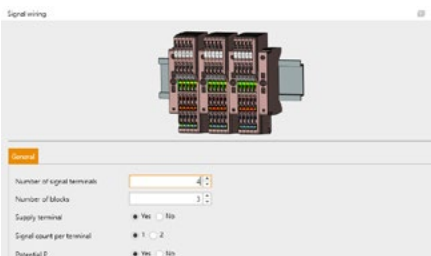 Signal wiring
General
Number of signal terminals 4
Number of blocks 3
Supply terminal Yes No
Signal count per terminal 1 2
Potential P Yes No